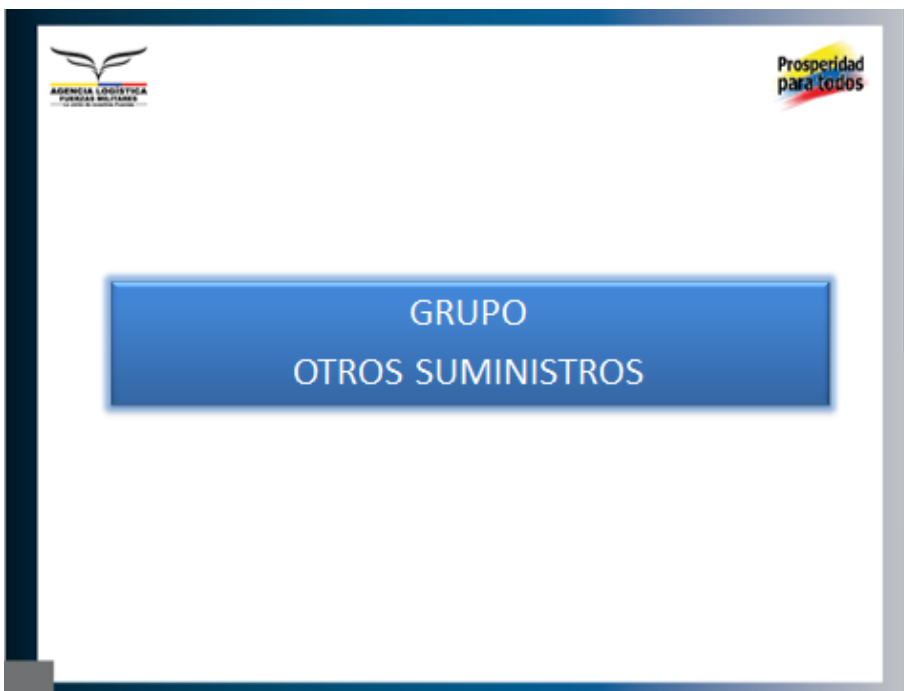 AGENCIA LOGÍSTICA
FUERZAS MILITARES
Prosperidad
para todos
GRUPO
OTROS SUMINISTROS